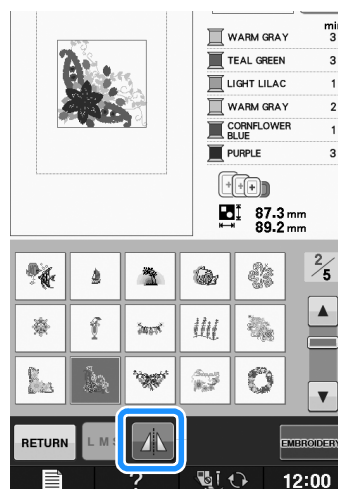 min
WARM GRAY 3
TEAL GREEN 3
LIGHT LILAC 1
WARM GRAY 2
CORNFLOWER
BLUE 1
PURPLE 3
87.3 mm
89.2 mm
2/5
RETURN L M S EMBROIDERY
? 12:00